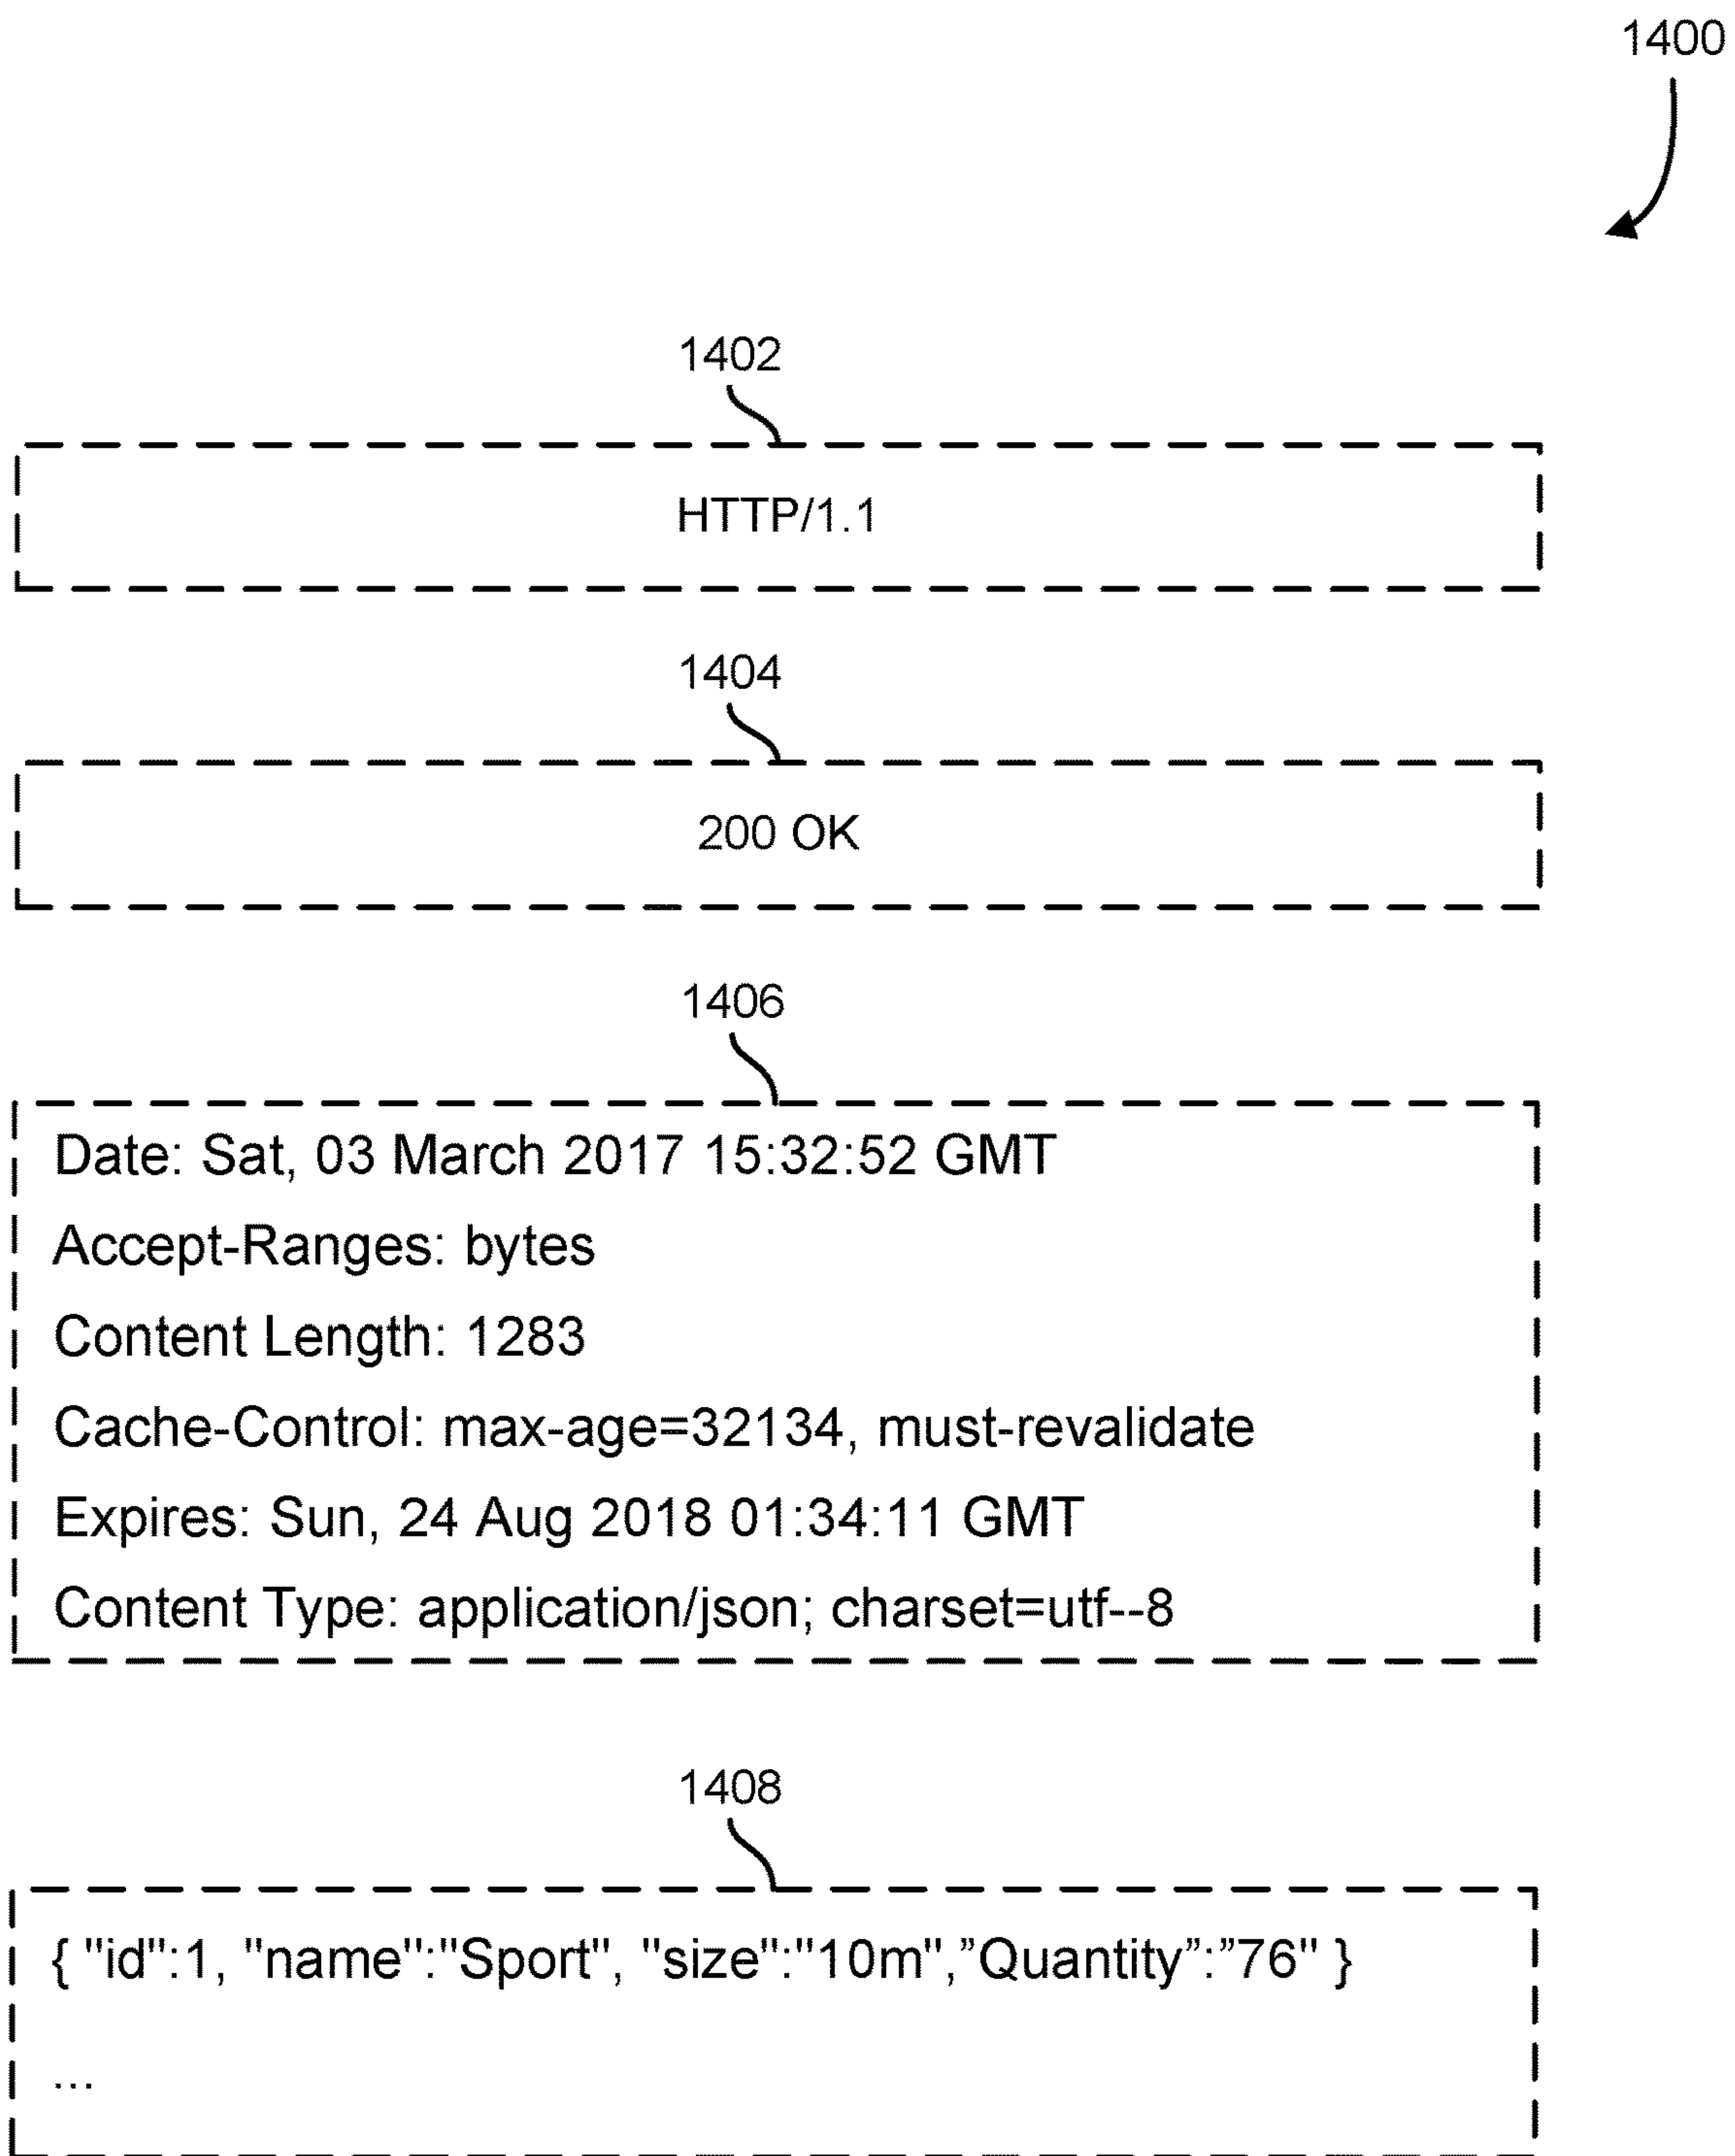 1400
1402
HTTP/1.1
1404
200 OK
1406
Date: Sat, 03 March 2017 15:32:52 GMT
Accept-Ranges: bytes
Content Length: 1283
Cache-Control: max-age=32134, must-revalidate
Expires: Sun, 24 Aug 2018 01:34:11 GMT
Content Type: application/json; charset=utf--8
1408
{ "id":1, "name":"Sport", "size":"10m",”Quantity”:”76" }
...